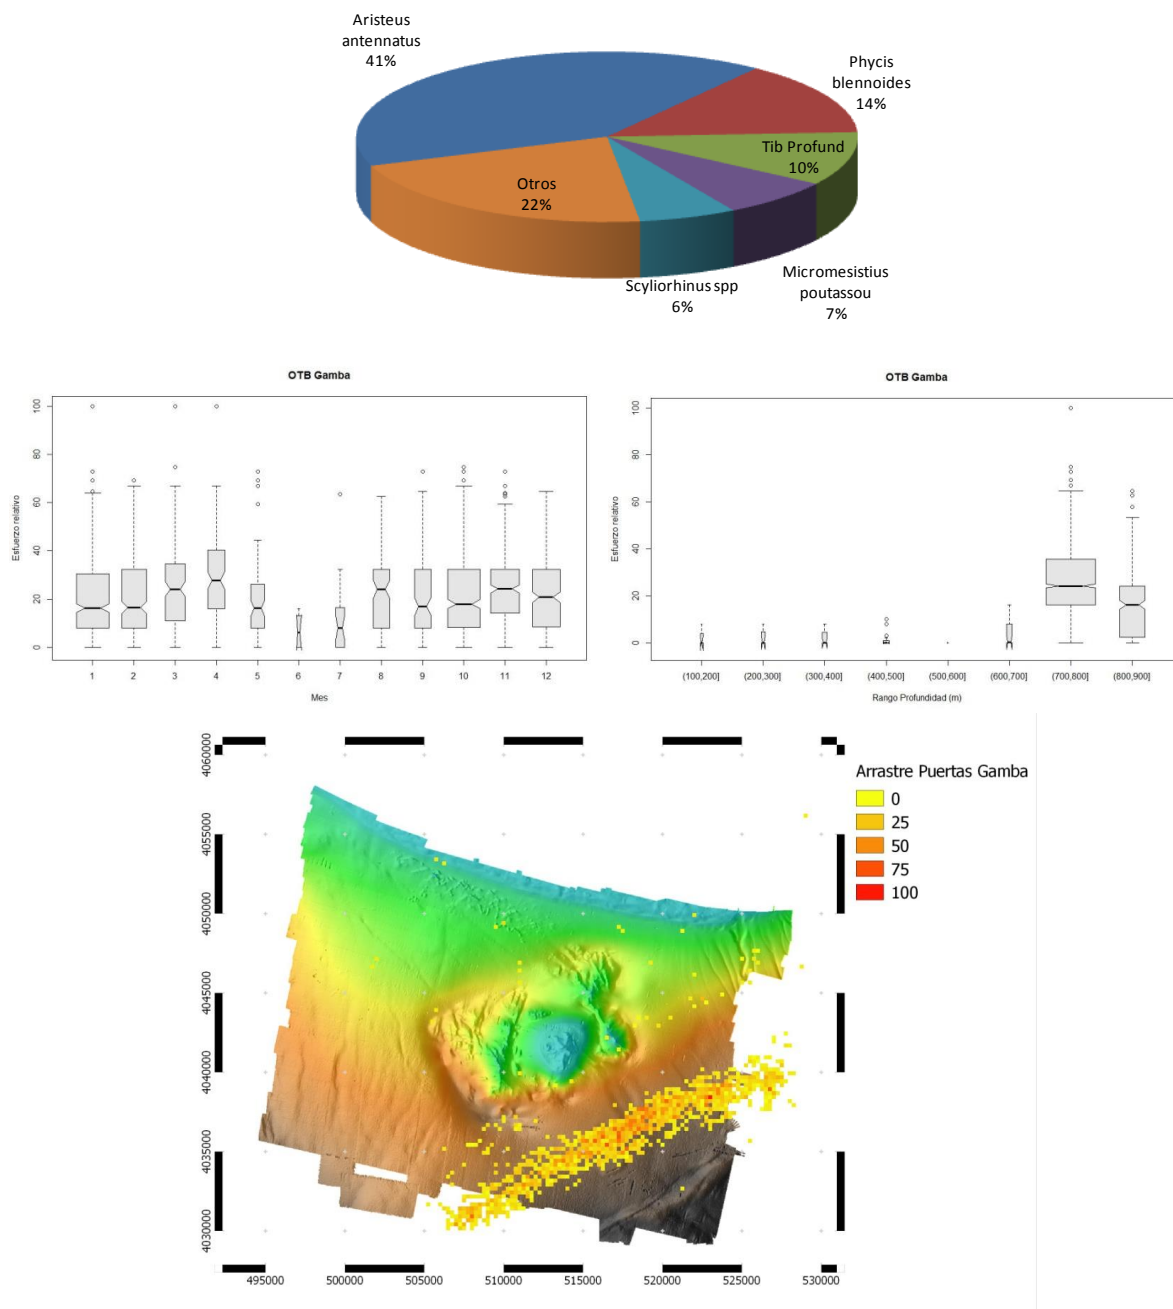 Aristeus
antennatus
41%
Phycis
blennoides
14%
Tib Profund
10%
Otros
22%
Scyliorhinus spp
6%
Micromesistius
poutassou
7%
OTB Gamba
Esfuerzo relativo
100
80
60
40
20
0
1 2 3 4 5 6 7 8 9 10 11 12
Mes
OTB Gamba
Esfuerzo relativo
100
80
60
40
20
0
(100,200] (200,300] (300,400] (400,500] (500,600] (600,700] (700,800] (800,900]
Rango Profundidad (m)
4060000
4055000
4050000
4045000
4040000
4035000
4030000
495000 500000 505000 510000 515000 520000 525000 530000
Arrastre Puertas Gamba
0
25
50
75
100